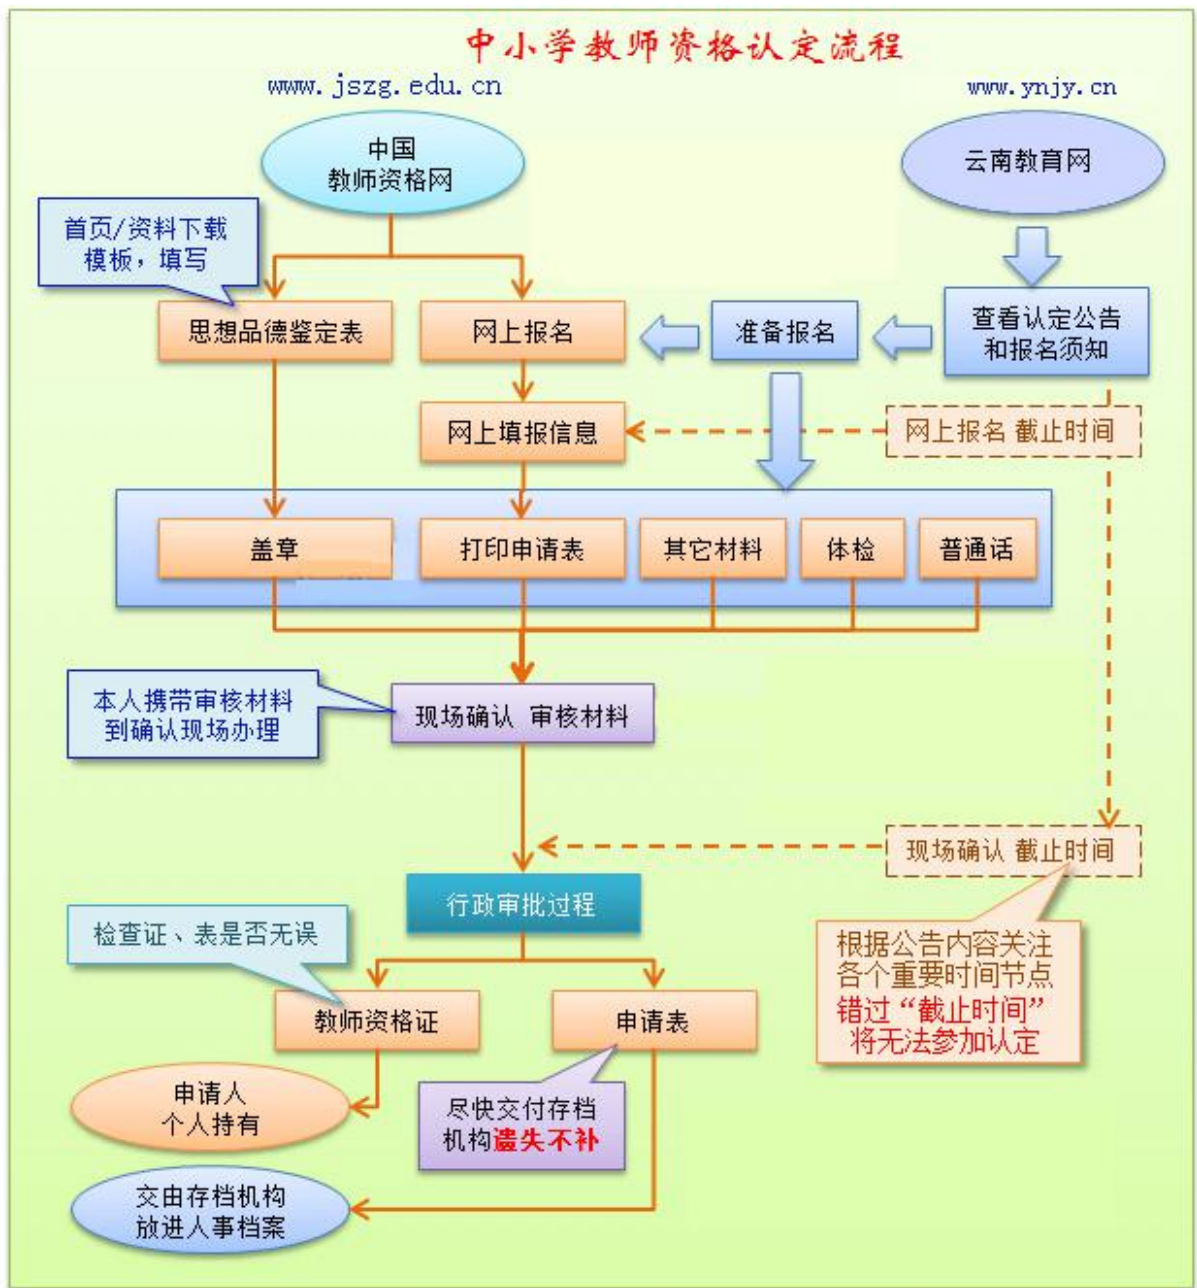 中小学教师资格认定流程
www.jszg.edu.cn
www.ynjy.cn
中国
教师资格网
云南教育网
首页/资料下载
模板，填写
思想品德鉴定表
网上报名
准备报名
查看认定公告
和报名须知
网上填报信息
网上报名 截止时间
盖章
打印申请表
其它材料
体检
普通话
本人携带审核材料
到确认现场办理
现场确认 审核材料
现场确认 截止时间
行政审批过程
检查证、表是否无误
根据公告内容关注
各个重要时间节点
错过“截止时间”
将无法参加认定
教师资格证
申请表
申请人
个人持有
尽快交付存档
机构遗失不补
交由存档机构
放进人事档案